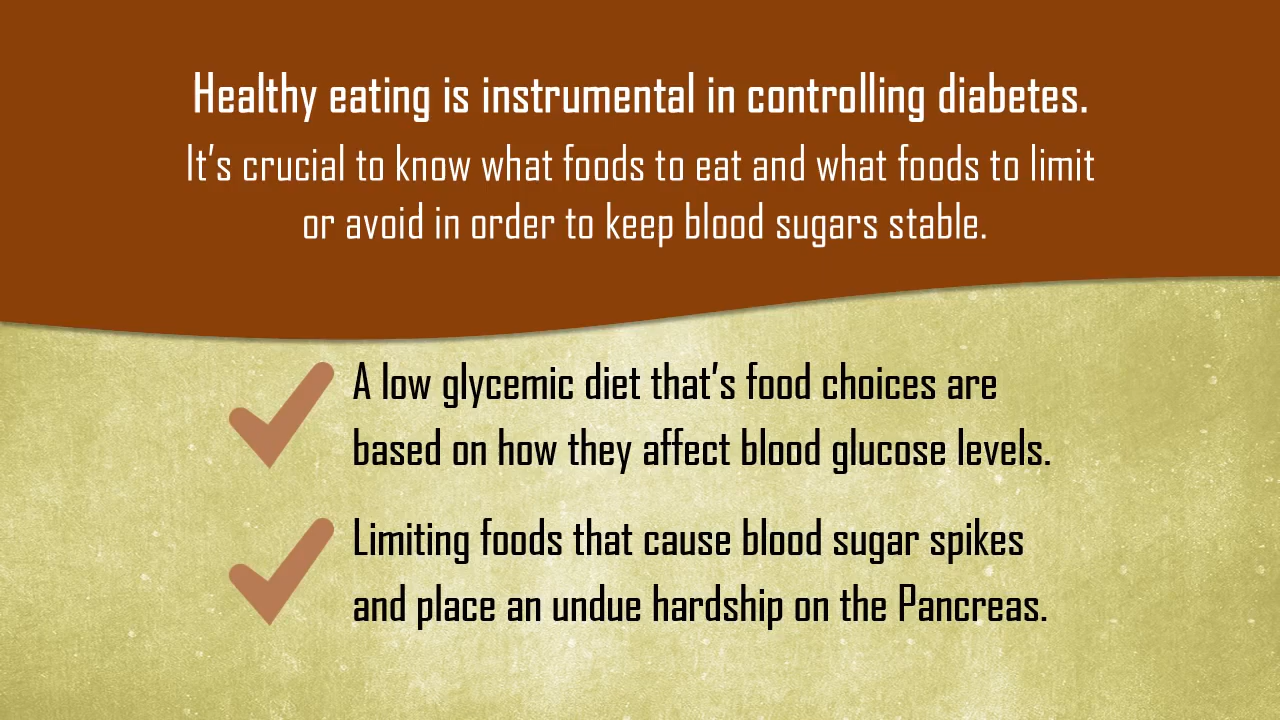 Healthy eating is instrumental in controlling diabetes.
It's crucial to know what foods to eat and what foods to limit
or avoid in order to keep blood sugars stable.
A low glycemic diet that's food choices are
based on how they affect blood glucose levels.
Limiting foods that cause blood sugar spikes
and place an undue hardship on the Pancreas.